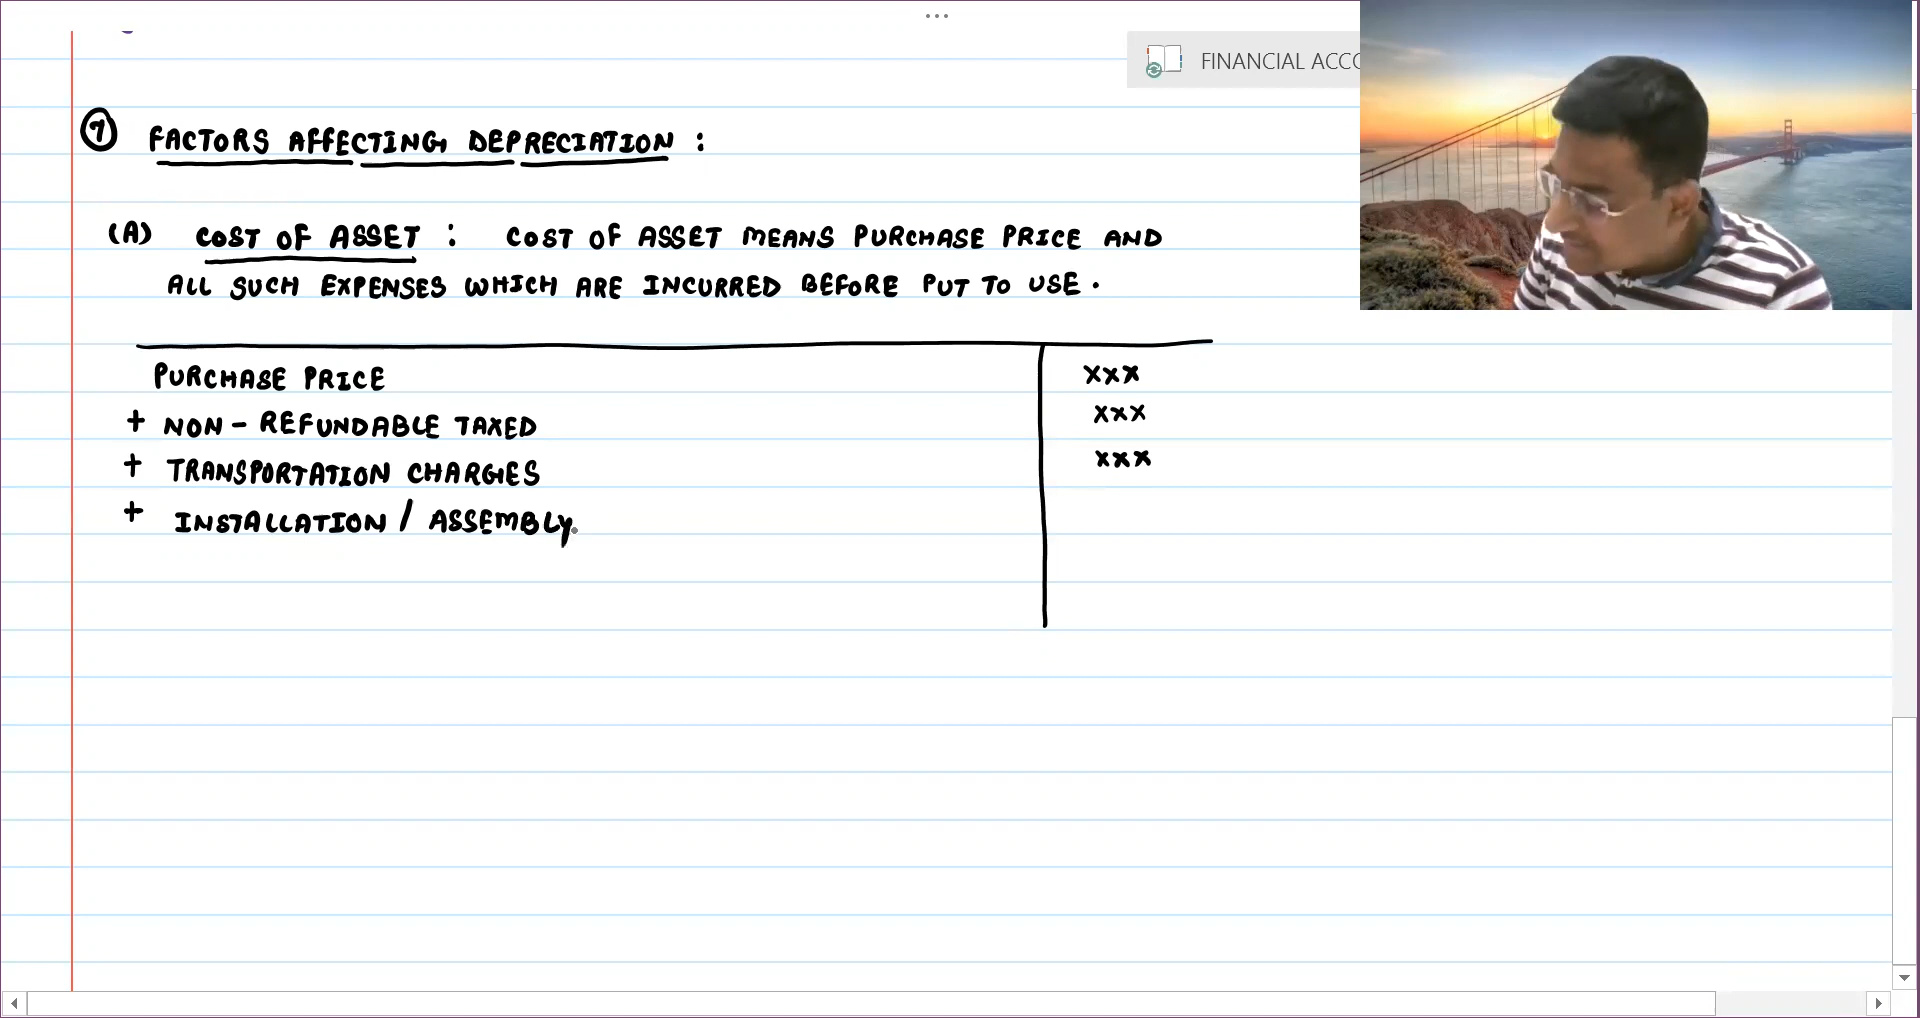 FINANCIAL ACCO
7 FACTORS AFFECTING DEPRECIATION :
(A) COST OF ASSET : COST OF ASSET MEANS PURCHASE PRICE AND
ALL SUCH EXPENSES WHICH ARE INCURRED BEFORE PUT TO USE .
PURCHASE PRICE xxx
+ NON - REFUNDABLE TAXED xxx
+ TRANSPORTATION CHARGES xxx
+ INSTALLATION / ASSEMBLY